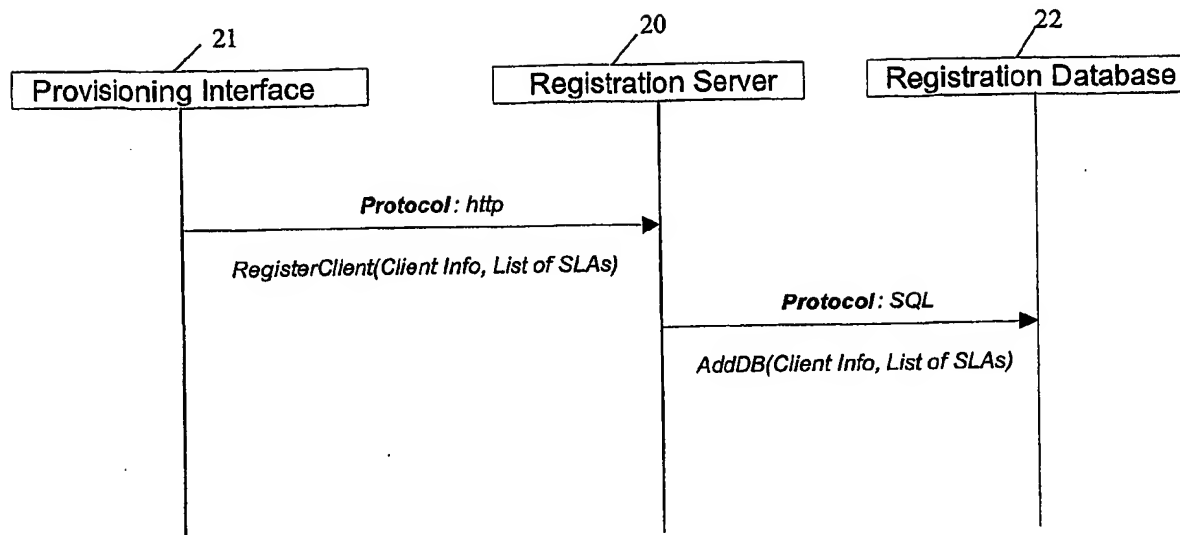 21
20
22
Provisioning Interface
Registration Server
Registration Database
Protocol: http
RegisterClient(Client Info, List of SLAs)
Protocol: SQL
AddDB(Client Info, List of SLAs)